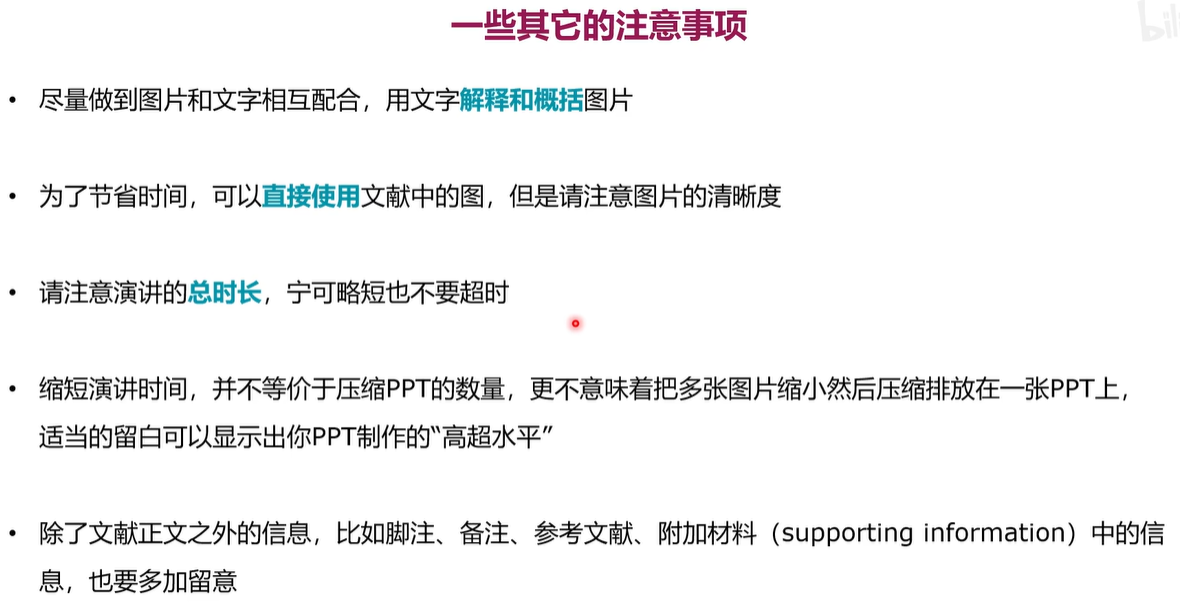 一些其它的注意事项
• 尽量做到图片和文字相互配合，用文字解释和概括图片
• 为了节省时间，可以直接使用文献中的图，但是请注意图片的清晰度
• 请注意演讲的总时长，宁可略短也不要超时
• 缩短演讲时间，并不等价于压缩PPT的数量，更不意味着把多张图片缩小然后压缩排放在一张PPT上，
适当的留白可以显示出你PPT制作的“高超水平”
• 除了文献正文之外的信息，比如脚注、备注、参考文献、附加材料（supporting information）中的信
息，也要多加留意